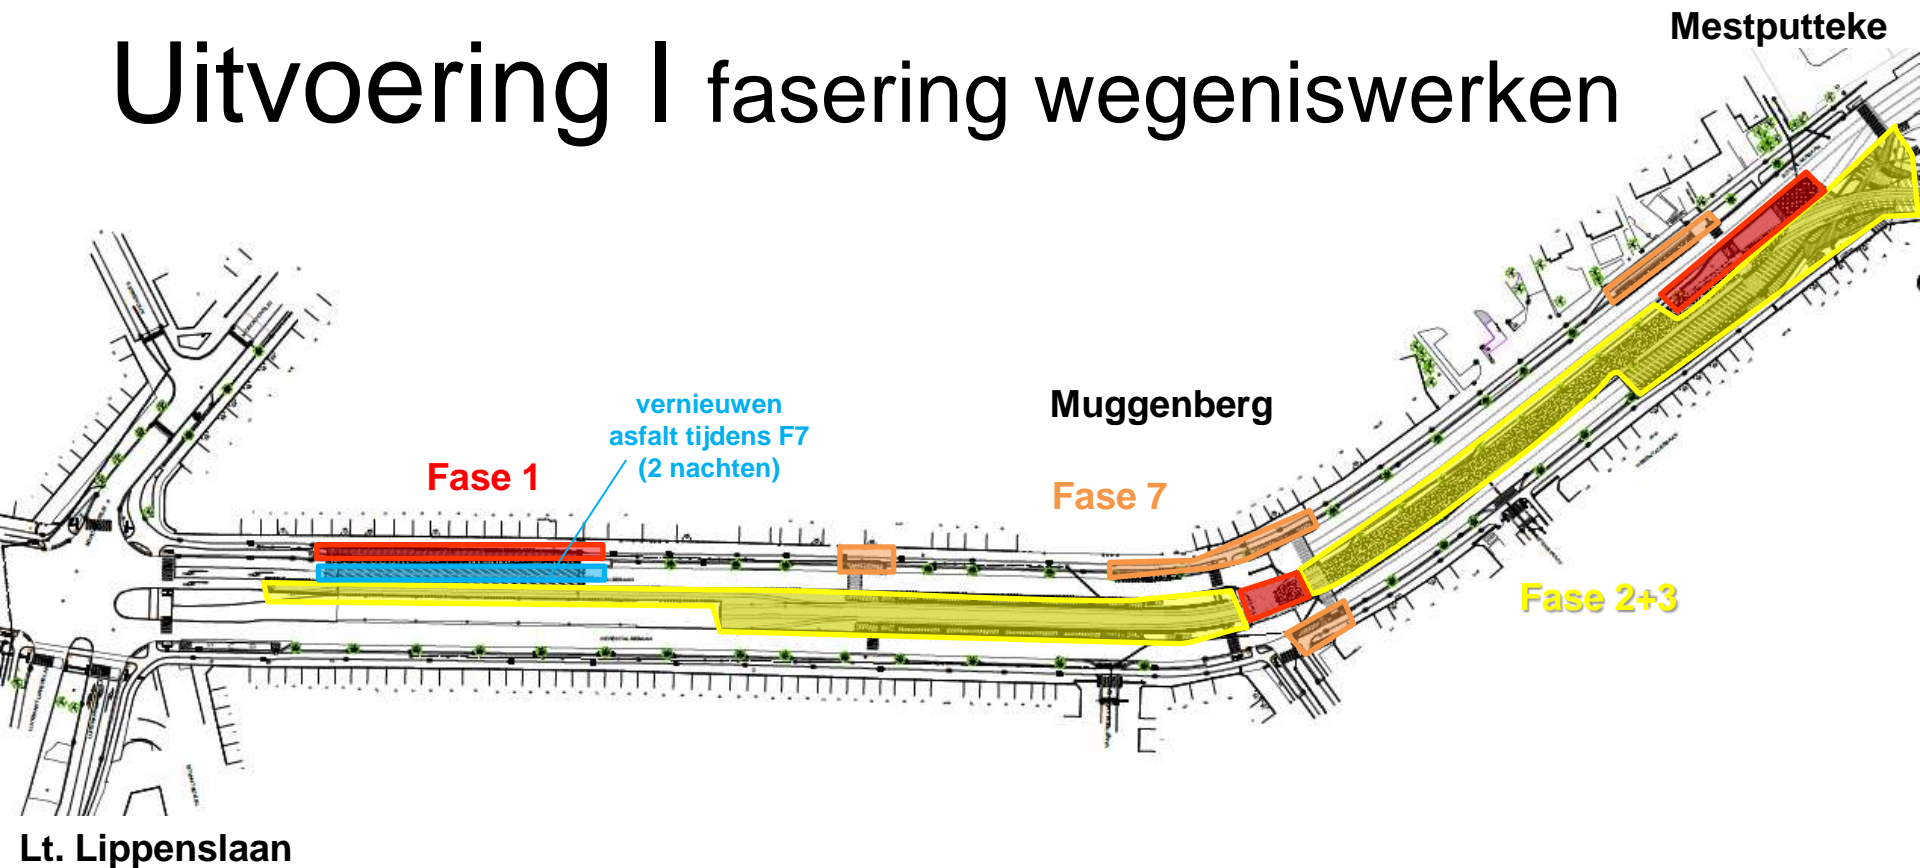 Mestputteke
Uitvoering I fasering wegeniswerken
vernieuwen
asfalt tijdens F7
(2 nachten)
Muggenberg
Fase 1
Fase 7
Fase 2+3
Lt. Lippenslaan